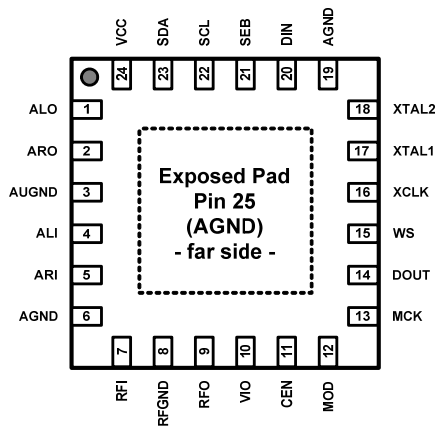 VCC
SDA
SCL
SEB
DIN
AGND
24
23
22
21
20
19
ALO 1
ARO 2
AUGND 3
ALI 4
ARI 5
AGND 6
Exposed Pad
Pin 25
(AGND)
- far side -
18 XTAL2
17 XTAL1
16 XCLK
15 WS
14 DOUT
13 MCK
7
8
9
10
11
12
RFI
RFGND
RFO
VIO
CEN
MOD